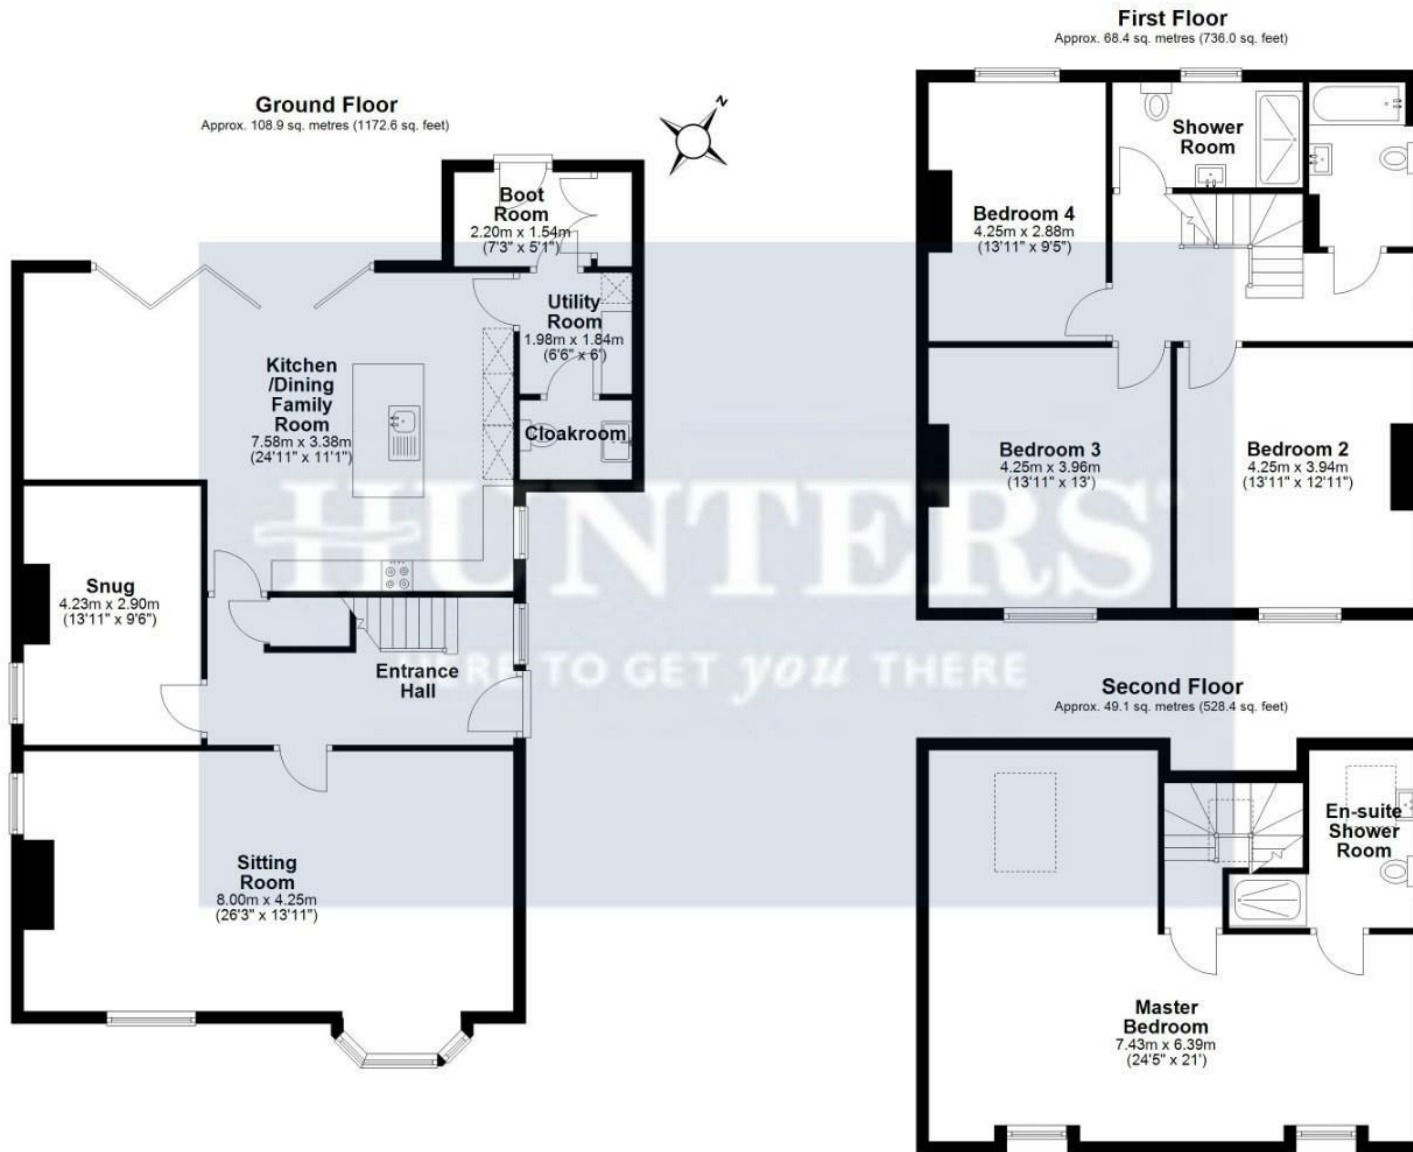 First Floor
Approx. 68.4 sq. metres (736.0 sq. feet)
Ground Floor
Approx. 108.9 sq. metres (1172.6 sq. feet)
N
Boot
Room
2.20m x 1.54m
(7'3" x 5'1")
Utility
Room
1.98m x 1.84m
(6'6" x 6')
Kitchen
/Dining
Family
Room
7.58m x 3.38m
(24'11" x 11'1")
Cloakroom
Snug
4.23m x 2.90m
(13'11" x 9'6")
Entrance
Hall
Sitting
Room
8.00m x 4.25m
(26'3" x 13'11")
Shower
Room
Bedroom 4
4.25m x 2.88m
(13'11" x 9'5")
Bedroom 3
4.25m x 3.96m
(13'11" x 13')
Bedroom 2
4.25m x 3.94m
(13'11" x 12'11")
HUNTERS®
HERE TO GET you THERE
Second Floor
Approx. 49.1 sq. metres (528.4 sq. feet)
En-suite
Shower
Room
Master
Bedroom
7.43m x 6.39m
(24'5" x 21')